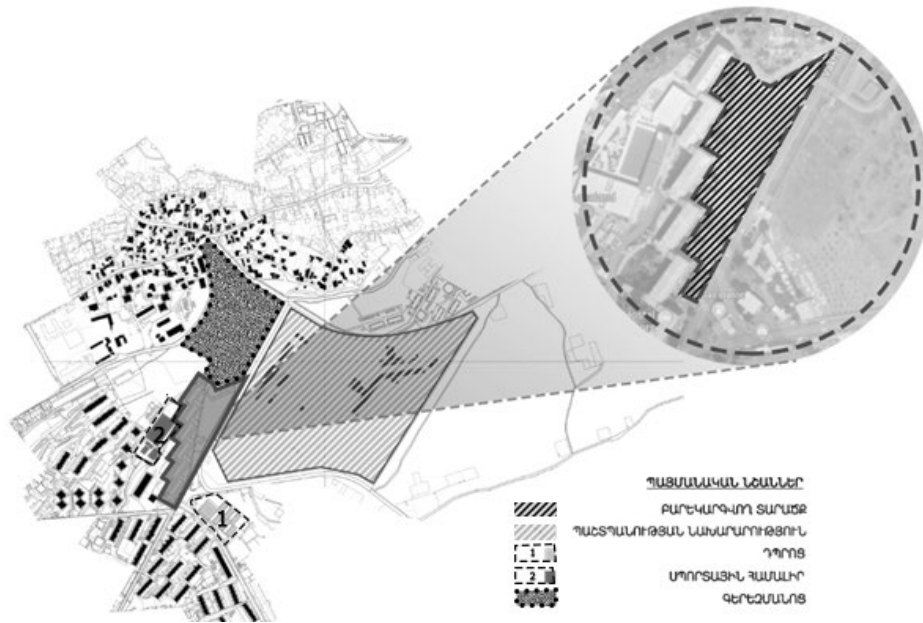 2
1
ՊԱՅՄԱՆԱԿԱՆ ՆՇԱՆՆԵՐ
ԲԱՐԵԿԱՐԳՎՈՂ ՏԱՐԱԾՔ
ՊԱՇՏՊԱՆՈՒԹՅԱՆ ՆԱԽԱՐԱՐՈՒԹՅՈՒՆ
1 ԴՊՐՈՑ
2 ՍՊՈՐՏԱՅԻՆ ՀԱՄԱԼԻՐ
ԳԵՐԵԶՄԱՆՈՑ